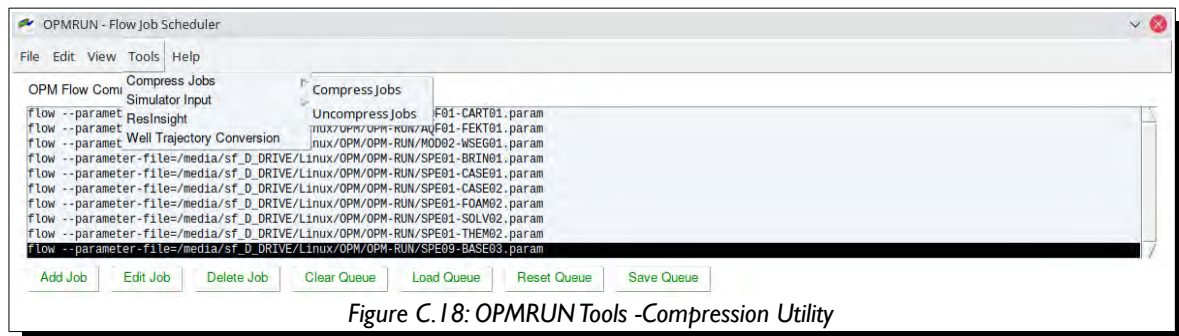 OPMRUN - Flow Job Scheduler
File Edit View Tools Help
OPM Flow Com
Compress Jobs
Simulator Input
ResInsight
Well Trajectory Conversion
Compress Jobs
Uncompress Jobs
flow --paramet F01-CART01.param
flow --paramet nux/OPM/OPM-RUN/AQF01-FEKT01.param
flow --paramet nux/OPM/OPM-RUN/MOD02-WSEG01.param
flow --parameter-file=/media/sf_D_DRIVE/Linux/OPM/OPM-RUN/SPE01-BRIN01.param
flow --parameter-file=/media/sf_D_DRIVE/Linux/OPM/OPM-RUN/SPE01-CASE01.param
flow --parameter-file=/media/sf_D_DRIVE/Linux/OPM/OPM-RUN/SPE01-CASE02.param
flow --parameter-file=/media/sf_D_DRIVE/Linux/OPM/OPM-RUN/SPE01-FOAM02.param
flow --parameter-file=/media/sf_D_DRIVE/Linux/OPM/OPM-RUN/SPE01-SOLV02.param
flow --parameter-file=/media/sf_D_DRIVE/Linux/OPM/OPM-RUN/SPE01-THEM02.param
flow --parameter-file=/media/sf_D_DRIVE/Linux/OPM/OPM-RUN/SPE09-BASE03.param
Add Job Edit Job Delete Job Clear Queue Load Queue Reset Queue Save Queue
Figure C.18: OPMRUN Tools -Compression Utility